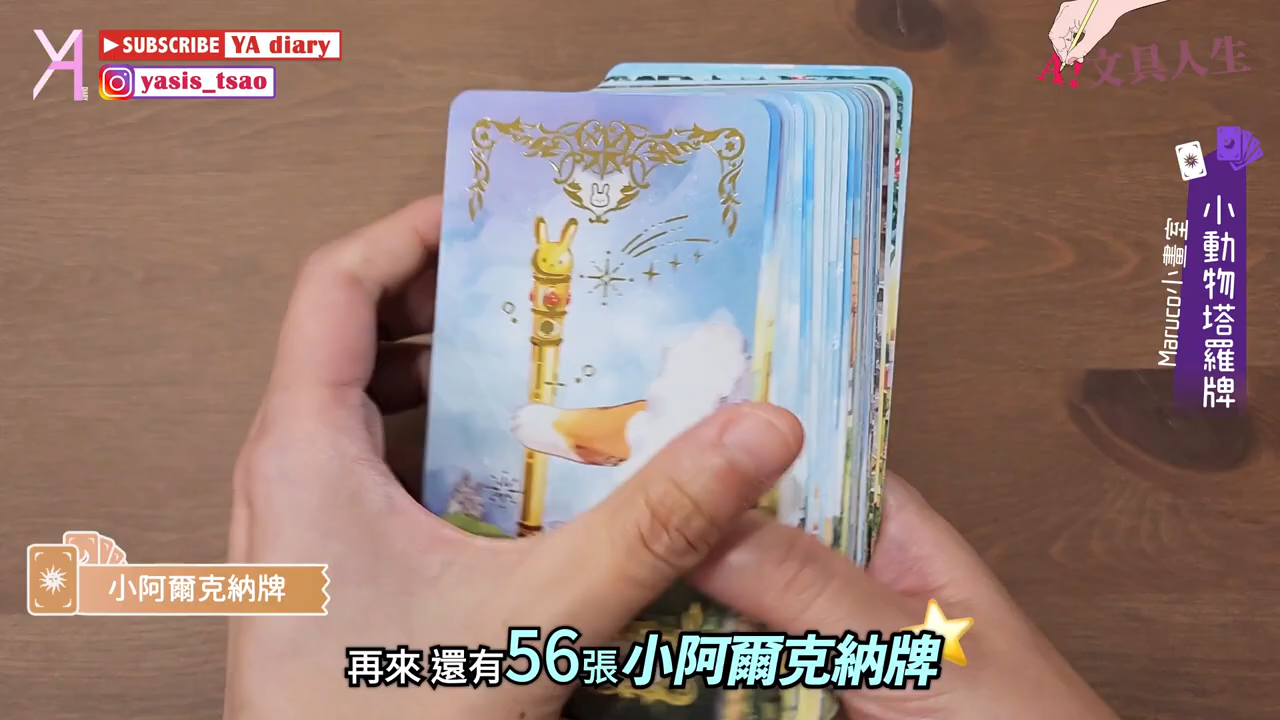 YA
SUBSCRIBE YA diary
yasis_tsao
A!文具人生
小動物塔羅牌
Maruco小畫室
小阿爾克納牌
再來 還有56張小阿爾克納牌